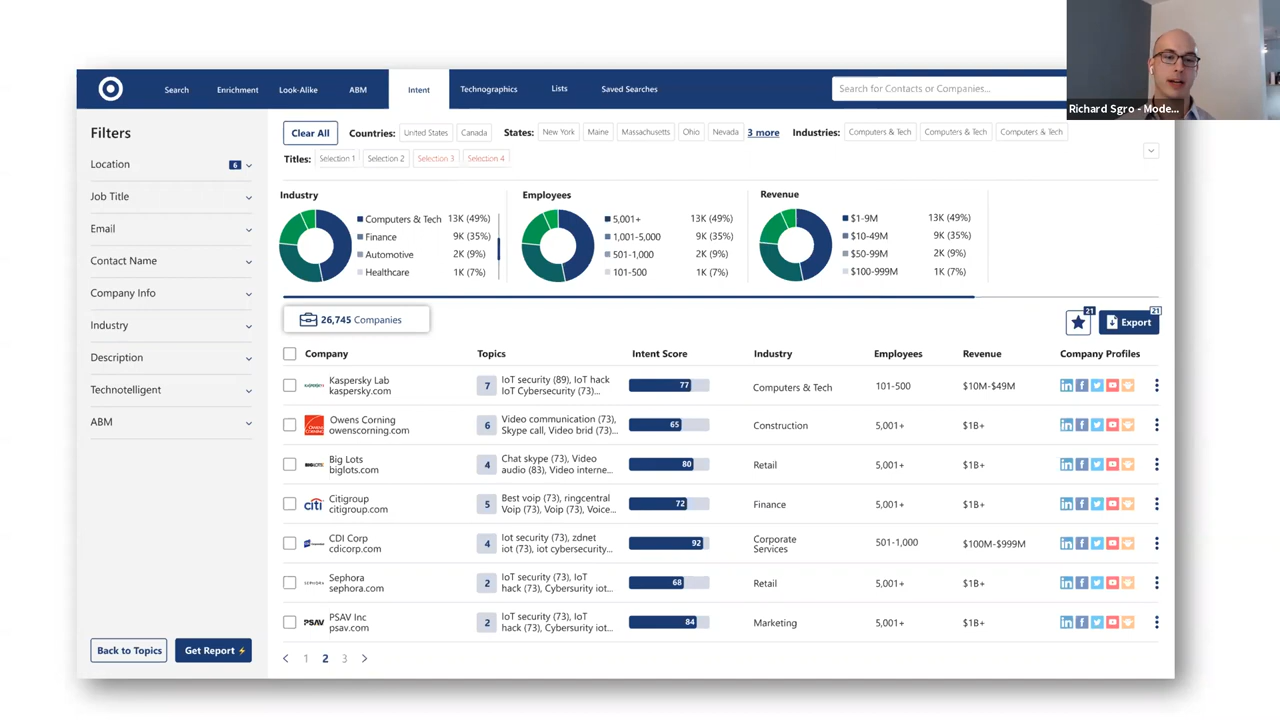 Search Enrichment Look-Alike ABM Intent Technographics Lists Saved Searches Search for Contacts or Companies...
Richard Sgro - Mode...
Filters
Location 6
Job Title
Email
Contact Name
Company Info
Industry
Description
Technotelligent
ABM
Back to Topics Get Report
Clear All Countries: United States Canada States: New York Maine Massachusetts Ohio Nevada 3 more Industries: Computers & Tech Computers & Tech Computers & Tech
Titles: Selection 1 Selection 2 Selection 3 Selection 4
Industry
Computers & Tech 13K (49%)
Finance 9K (35%)
Automotive 2K (9%)
Healthcare 1K (7%)
Employees
5,001+ 13K (49%)
1,001-5,000 9K (35%)
501-1,000 2K (9%)
101-500 1K (7%)
Revenue
$1-9M 13K (49%)
$10-49M 9K (35%)
$50-99M 2K (9%)
$100-999M 1K (7%)
26,745 Companies
21
Export 21
Company Topics Intent Score Industry Employees Revenue Company Profiles
Kaspersky Lab
kaspersky.com
7
IoT security (89), IoT hack
IoT Cybersecurity (73)...
77
Computers & Tech
101-500
$10M-$49M
Owens Corning
owenscorning.com
6
Video communication (73),
Skype call, Video brid (73)...
65
Construction
5,001+
$1B+
BIG LOTS
Big Lots
biglots.com
4
Chat skype (73), Video
audio (83), Video interne...
80
Retail
5,001+
$1B+
citi
Citigroup
citigroup.com
5
Best voip (73), ringcentral
Voip (73), Voip (73), Voice...
72
Finance
5,001+
$1B+
CDI Corp
cdicorp.com
4
Iot security (73), zdnet
iot (73), iot cybersecurity...
92
Corporate
Services
501-1,000
$100M-$999M
SEPHORA
Sephora
sephora.com
2
IoT security (73), IoT
hack (73), Cybersurity iot...
68
Retail
5,001+
$1B+
PSAV
PSAV Inc
psav.com
2
IoT security (73), IoT
hack (73), Cybersurity iot...
84
Marketing
5,001+
$1B+
1 2 3